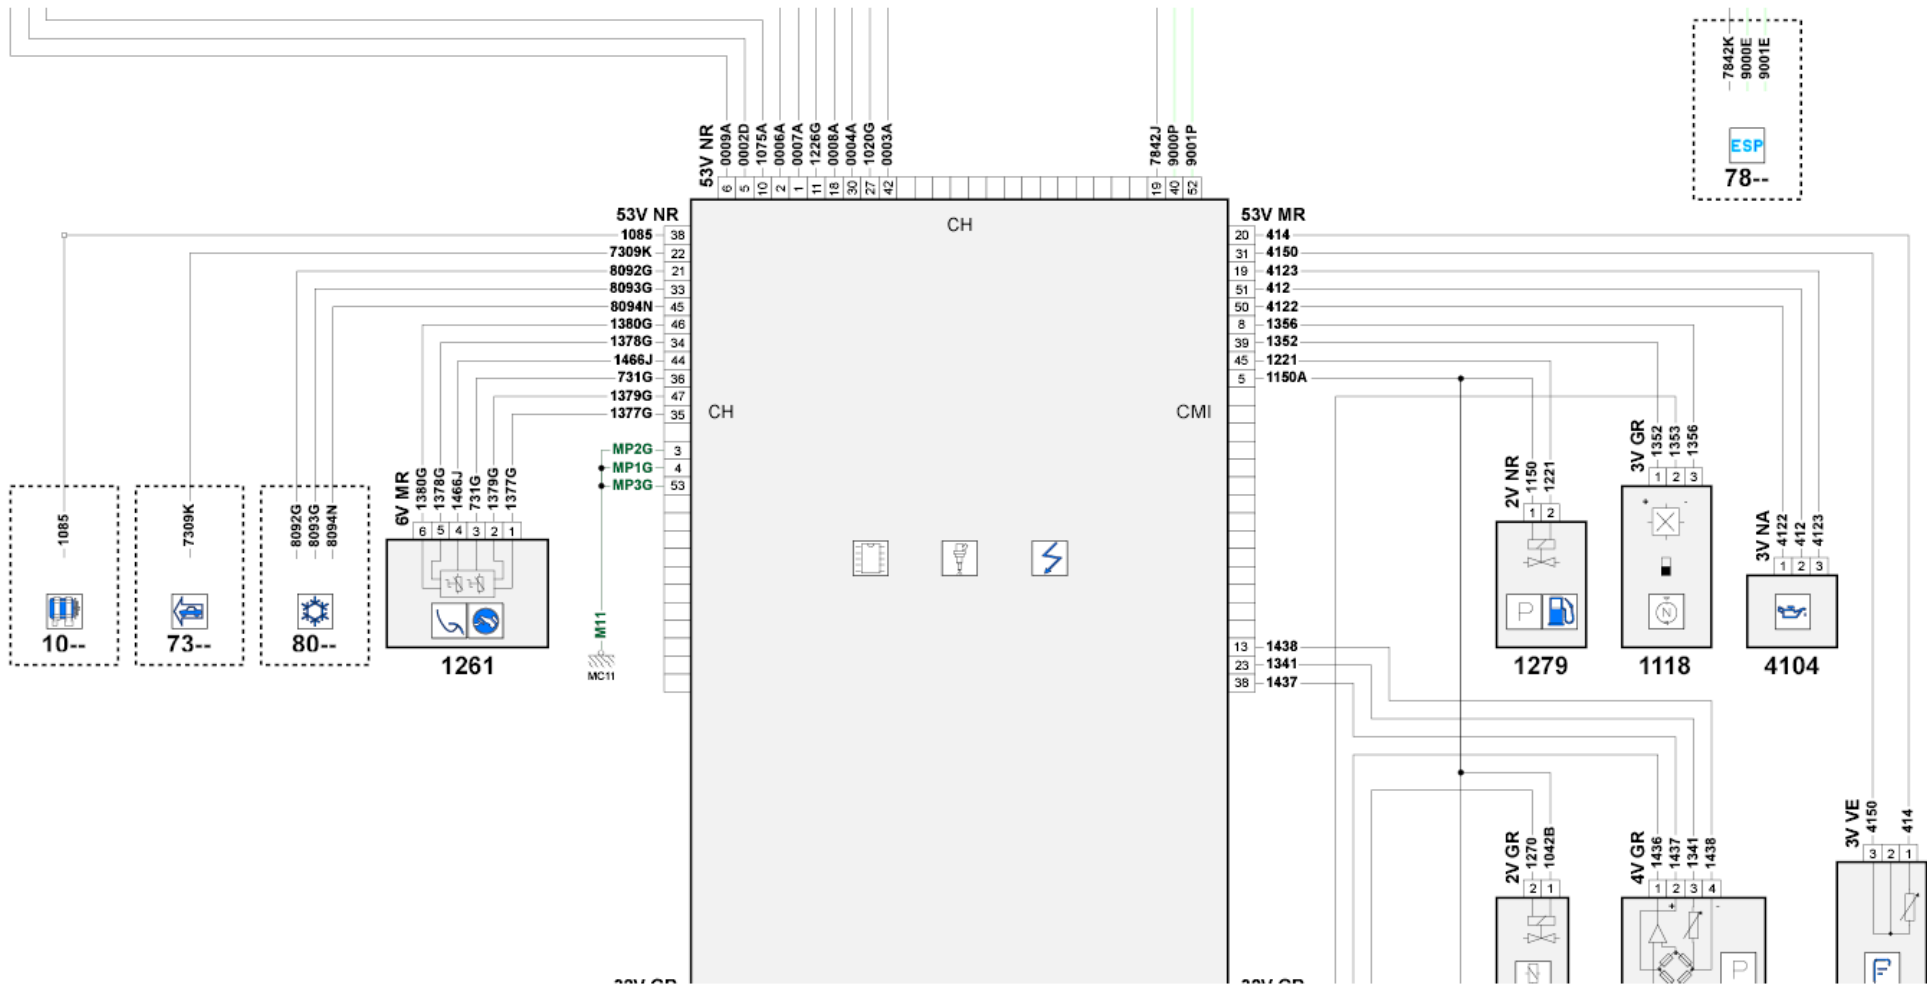 7842K
9000E
9001E
ESP
78--
53V NR
0009A
0002D
1075A
0006A
0007A
1226G
0008A
0004A
1020G
0003A
7842J
9000P
9001P
6 5 10 2 1 11 18 30 27 42 19 40 52
CH
53V NR
1085 38
7309K 22
8092G 21
8093G 33
8094N 45
1380G 46
1378G 34
1466J 44
731G 36
1379G 47
1377G 35
MP2G 3
MP1G 4
MP3G 53
CH
CMI
53V MR
20 414
31 4150
19 4123
51 412
50 4122
8 1356
39 1352
45 1221
5 1150A
13 1438
23 1341
38 1437
1085
10--
7309K
73--
8092G
8093G
8094N
80--
6V MR
1380G
1378G
1466J
731G
1379G
1377G
6 5 4 3 2 1
1261
M11
MC11
2V NR
1150
1221
1 2
P
1279
3V GR
1352
1353
1356
1 2 3
+ -
N
1118
3V NA
4122
412
4123
1 2 3
4104
2V GR
1270
1042B
2 1
4V GR
1436
1437
1341
1438
1 2 3 4
+ -
P
3V VE
4150
414
3 2 1